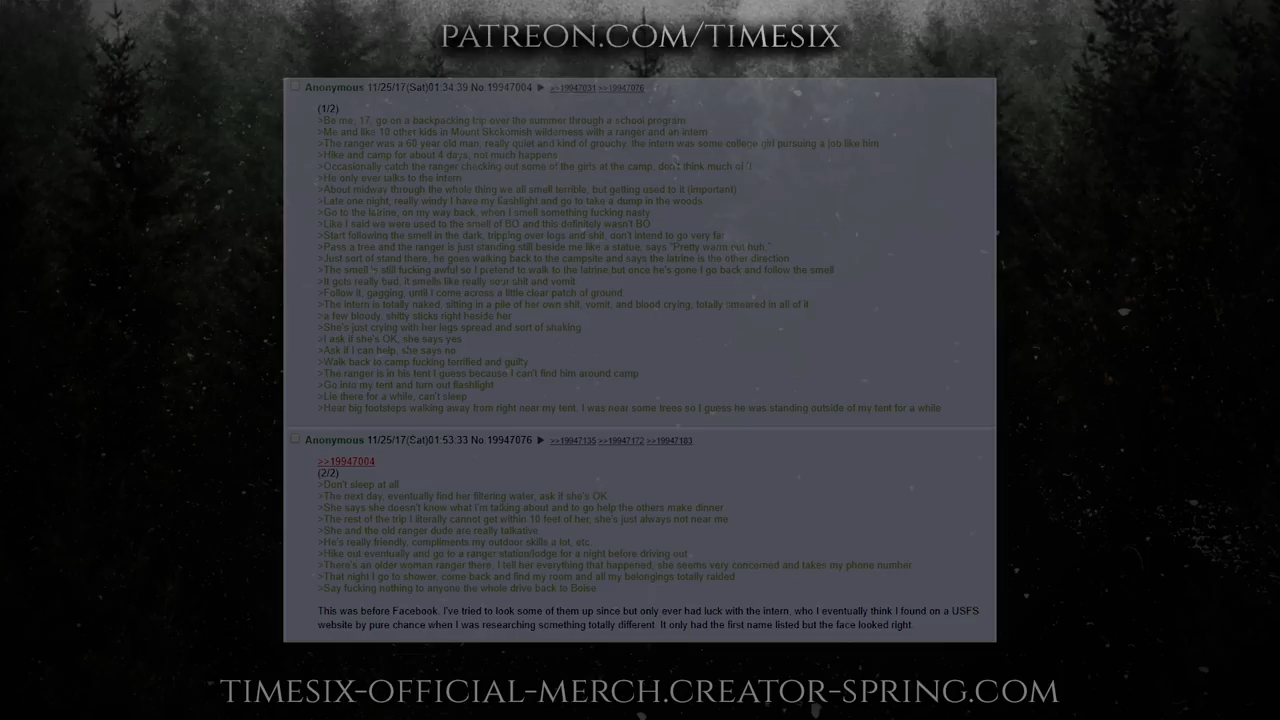 PATREON.COM/TIMESIX
Anonymous 11/25/17(Sat)01:34:39 No.19947004 ▶ >>19947031 >>19947076
(1/2)
>Be me, 17, go on a backpacking trip over the summer through a school program
>Me and like 10 other kids in Mount Skokomish wilderness with a ranger and an intern
>The ranger was a 60 year old man, really quiet and kind of grouchy, the intern was some college girl pursuing a job like him
>Hike and camp for about 4 days, not much happens
>Occasionally catch the ranger checking out some of the girls at the camp, don't think much of it
>He only ever talks to the intern
>About midway through the whole thing we all smell terrible, but getting used to it (important)
>Late one night, really windy I have my flashlight and go to take a dump in the woods
>Go to the latrine, on my way back, when I smell something fucking nasty
>Like I said we were used to the smell of BO and this definitely wasn't BO
>Start following the smell in the dark, tripping over logs and shit, don't intend to go very far
>Pass a tree and the ranger is just standing still beside me like a statue, says "Pretty warm out huh."
>Just sort of stand there, he goes walking back to the campsite and says the latrine is the other direction
>The smell is still fucking awful so I pretend to walk to the latrine but once he's gone I go back and follow the smell
>It gets really bad, it smells like really sour shit and vomit
>Follow it, gagging, until I come across a little clear patch of ground
>The intern is totally naked, sitting in a pile of her own shit, vomit, and blood crying, totally smeared in all of it
>a few bloody, shitty sticks right beside her
>She's just crying with her legs spread and sort of shaking
>I ask if she's OK, she says yes
>Ask if I can help, she says no
>Walk back to camp fucking terrified and guilty
>The ranger is in his tent I guess because I can't find him around camp
>Go into my tent and turn out flashlight
>Lie there for a while, can't sleep
>Hear big footsteps walking away from right near my tent, I was near some trees so I guess he was standing outside of my tent for a while
Anonymous 11/25/17(Sat)01:53:33 No.19947076 ▶ >>19947135 >>19947172 >>19947183
>>19947004
(2/2)
>Don't sleep at all
>The next day, eventually find her filtering water, ask if she's OK
>She says she doesn't know what I'm talking about and to go help the others make dinner
>The rest of the trip I literally cannot get within 10 feet of her, she's just always not near me
>She and the old ranger dude are really talkative
>He's really friendly, compliments my outdoor skills a lot, etc.
>Hike out eventually and go to a ranger station/lodge for a night before driving out
>There's an older woman ranger there, I tell her everything that happened, she seems very concerned and takes my phone number
>That night I go to shower, come back and find my room and all my belongings totally raided
>Say fucking nothing to anyone the whole drive back to Boise
This was before Facebook. I've tried to look some of them up since but only ever had luck with the intern, who I eventually think I found on a USFS
website by pure chance when I was researching something totally different. It only had the first name listed but the face looked right.
TIMESIX-OFFICIAL-MERCH.CREATOR-SPRING.COM